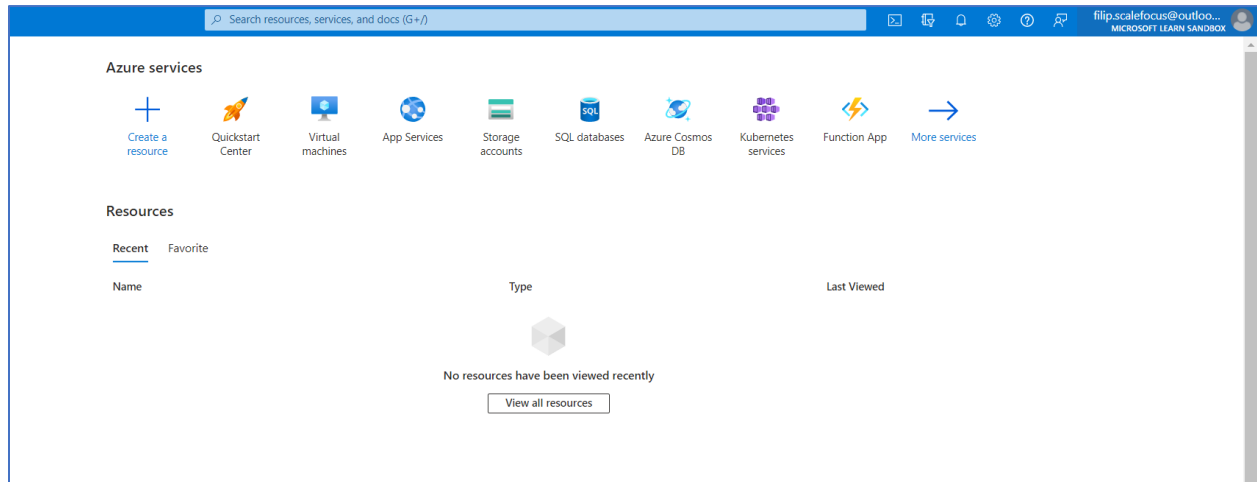 Search resources, services, and docs (G+/)
filip.scalefocus@outloo...
MICROSOFT LEARN SANDBOX
Azure services
Create a resource
Quickstart Center
Virtual machines
App Services
Storage accounts
SQL databases
Azure Cosmos DB
Kubernetes services
Function App
More services
Resources
Recent Favorite
Name Type Last Viewed
No resources have been viewed recently
View all resources